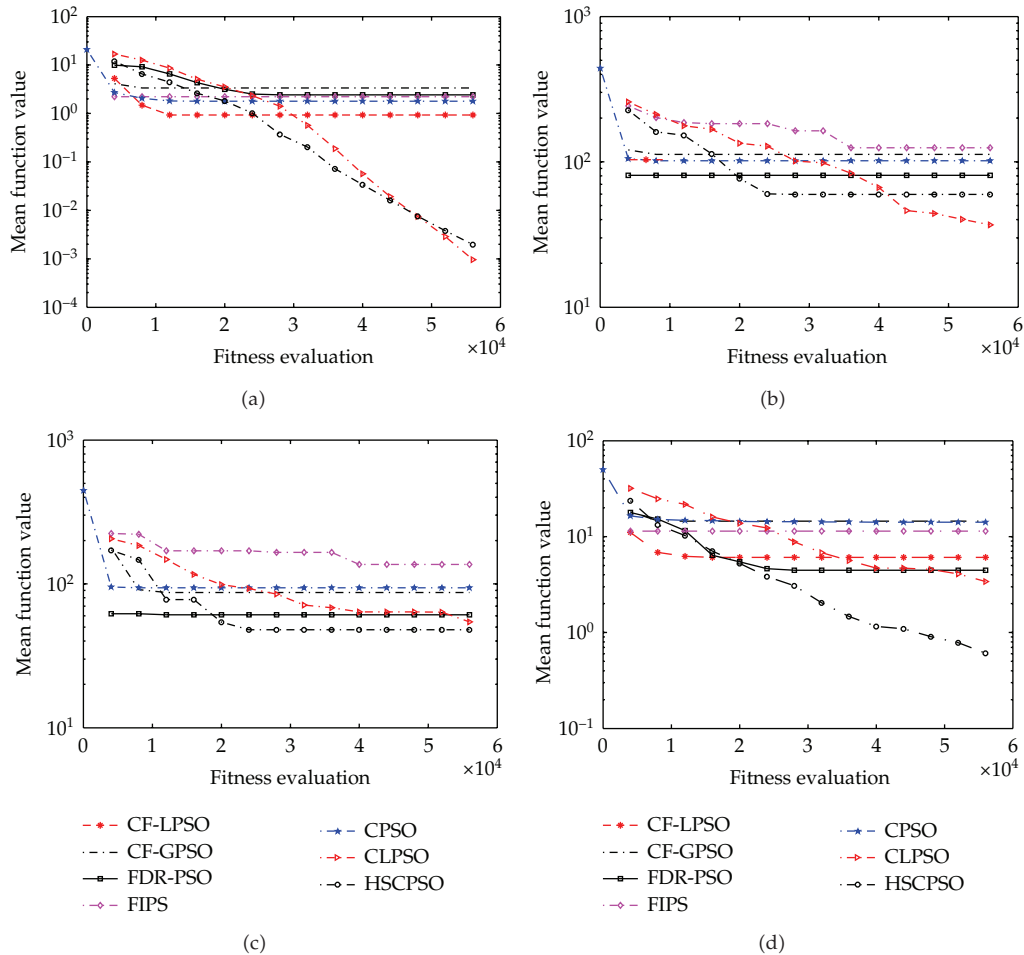 10^2
10^1
10^0
10^-1
10^-2
10^-3
10^-4
Mean function value
0 1 2 3 4 5 6
×10^4
Fitness evaluation
(a)
10^3
10^2
10^1
Mean function value
0 1 2 3 4 5 6
×10^4
Fitness evaluation
(b)
10^3
10^2
10^1
Mean function value
0 1 2 3 4 5 6
×10^4
Fitness evaluation
CF-LPSO
CF-GPSO
FDR-PSO
FIPS
CPSO
CLPSO
HSCPSO
(c)
10^2
10^1
10^0
10^-1
Mean function value
0 1 2 3 4 5 6
×10^4
Fitness evaluation
CF-LPSO
CF-GPSO
FDR-PSO
FIPS
CPSO
CLPSO
HSCPSO
(d)